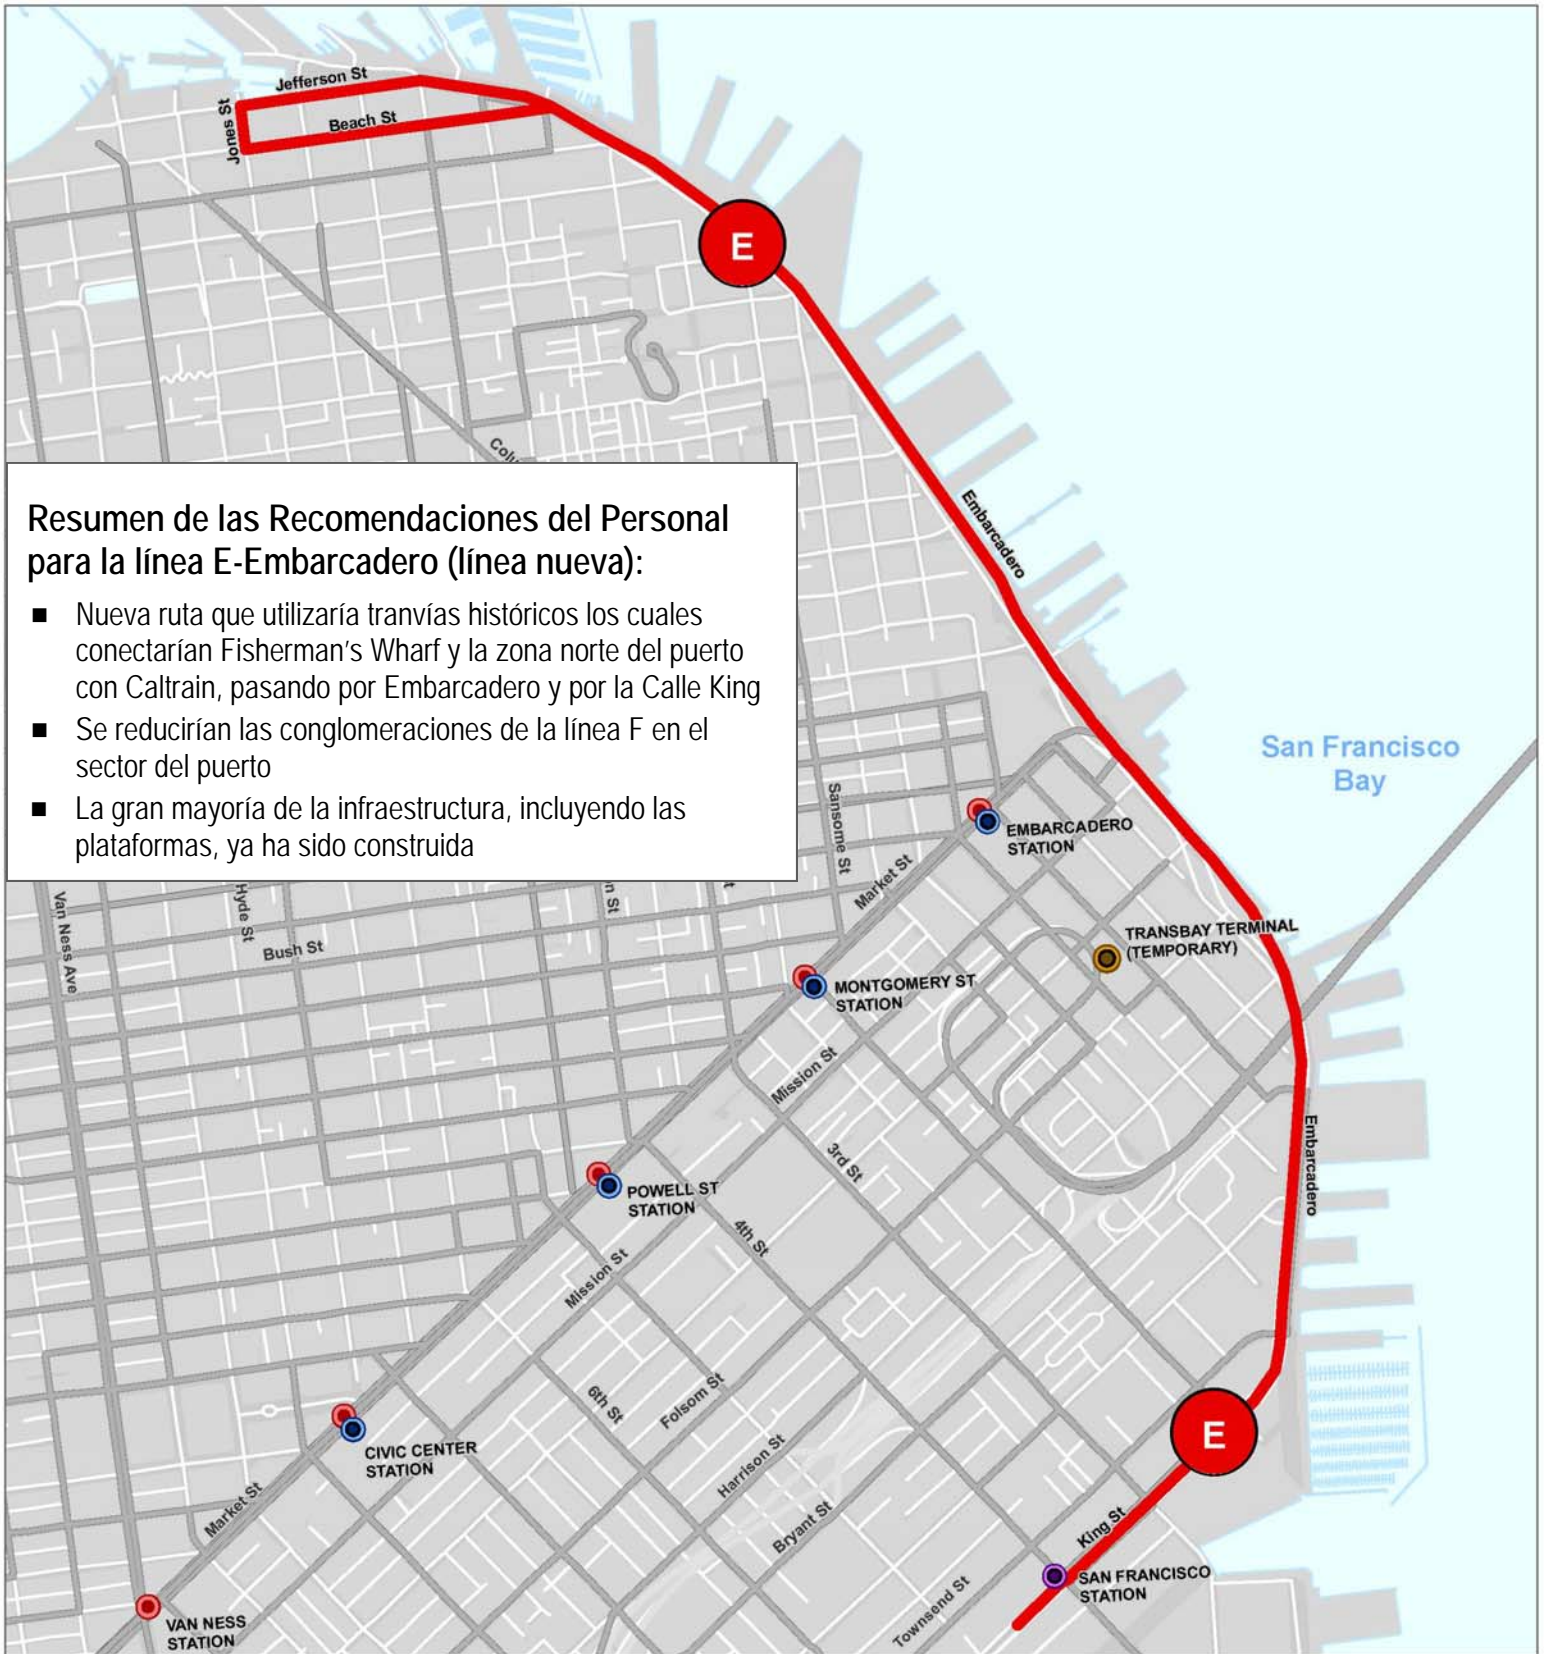 Jefferson St
Jones St
Beach St
E
Embarcadero
Resumen de las Recomendaciones del Personal
para la línea E-Embarcadero (línea nueva):
■ Nueva ruta que utilizaría tranvías históricos los cuales
conectarían Fisherman's Wharf y la zona norte del puerto
con Caltrain, pasando por Embarcadero y por la Calle King
■ Se reducirían las conglomeraciones de la línea F en el
sector del puerto
■ La gran mayoría de la infraestructura, incluyendo las
plataformas, ya ha sido construida
San Francisco
Bay
Sansome St
EMBARCADERO
STATION
Market St
Van Ness Ave
Hyde St
n St
Bush St
TRANSBAY TERMINAL
(TEMPORARY)
MONTGOMERY ST
STATION
Mission St
3rd St
Embarcadero
POWELL ST
STATION
4th St
Mission St
6th St
Folsom St
Harrison St
Bryant St
E
CIVIC CENTER
STATION
Market St
King St
SAN FRANCISCO
STATION
Townsend St
VAN NESS
STATION